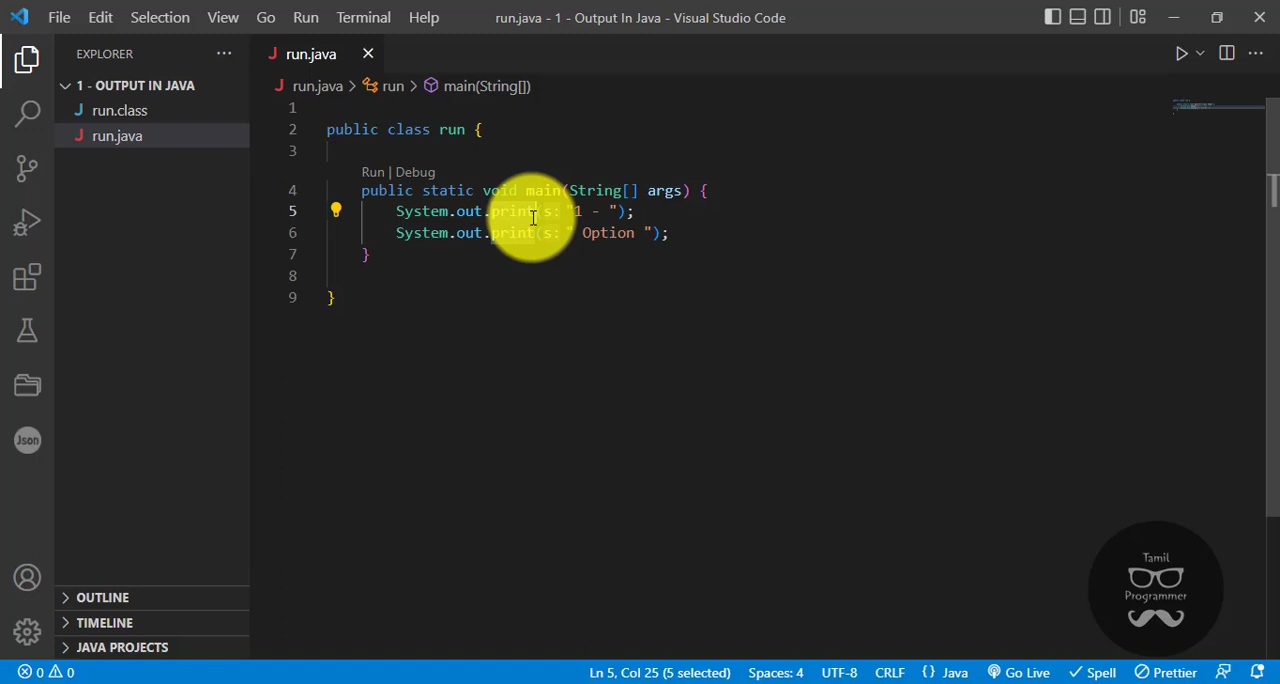 File Edit Selection View Go Run Terminal Help run.java - 1 - Output In Java - Visual Studio Code
EXPLORER ... J run.java
J run.java > run > main(String[])
1 - OUTPUT IN JAVA
J run.class
J run.java
1
2 public class run {
3
Run | Debug
4 public static void main(String[] args) {
5 System.out.print(s: "1 - ");
6 System.out.print(s: " Option ");
7 }
8
9 }
Json
OUTLINE
TIMELINE
JAVA PROJECTS
Tamil
Programmer
0 0 Ln 5, Col 25 (5 selected) Spaces: 4 UTF-8 CRLF {} Java Go Live Spell Prettier